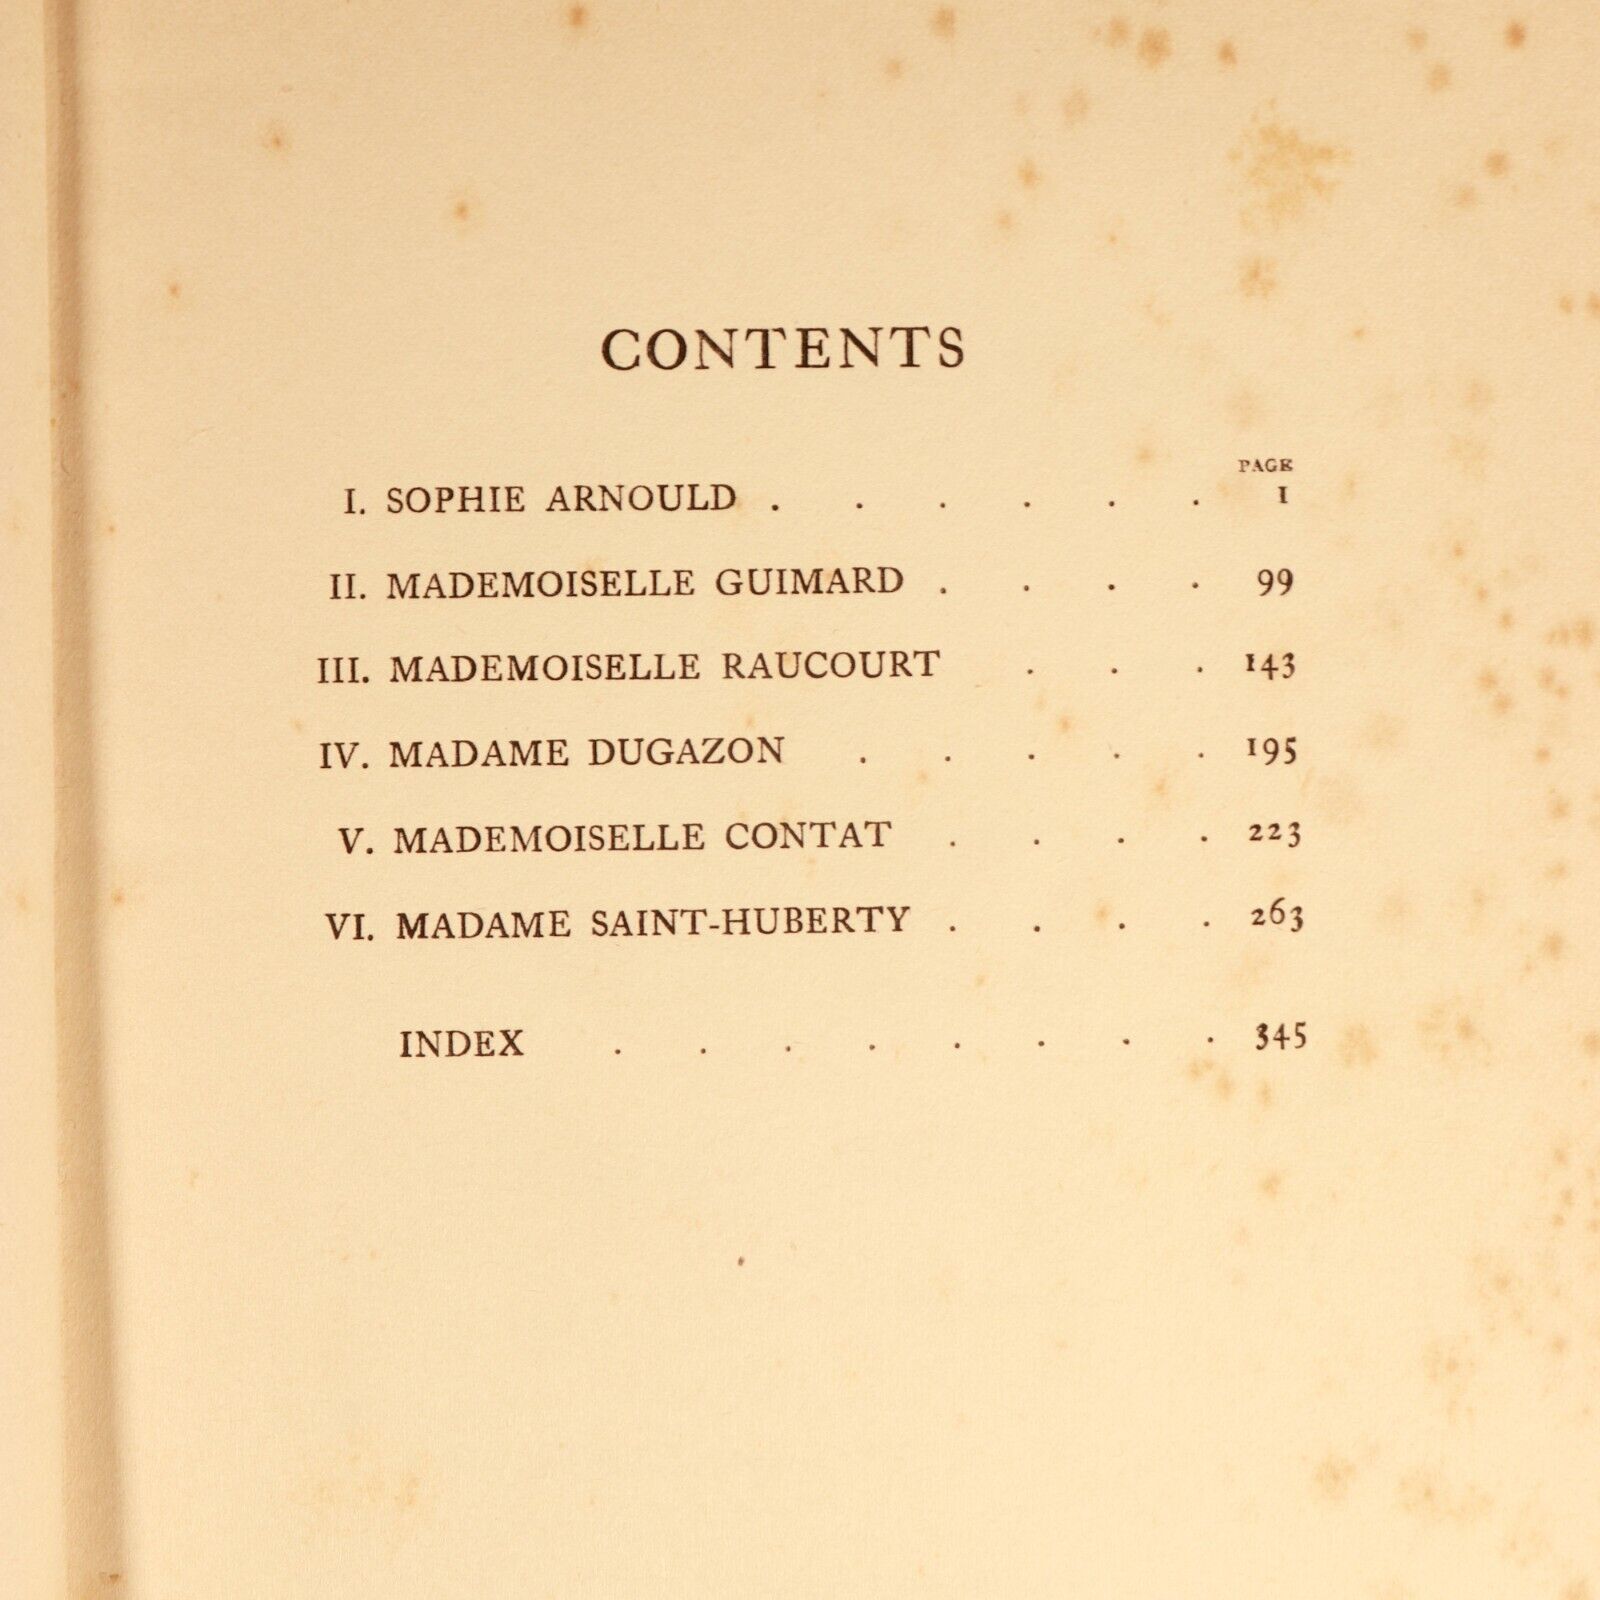 CONTENTS
PAGE
I. SOPHIE ARNOULD . . . . . . 1
II. MADEMOISELLE GUIMARD . . . . 99
III. MADEMOISELLE RAUCOURT . . . 143
IV. MADAME DUGAZON . . . . . 195
V. MADEMOISELLE CONTAT . . . . 223
VI. MADAME SAINT-HUBERTY . . . . 263
INDEX . . . . . . . . 345